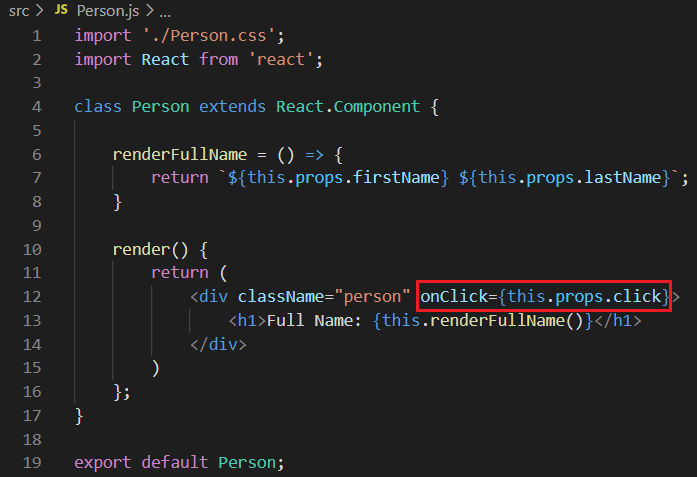 src > JS Person.js > ...
1 import './Person.css';
2 import React from 'react';
3
4 class Person extends React.Component {
5
6     renderFullName = () => {
7         return `${this.props.firstName} ${this.props.lastName}`;
8     }
9
10     render() {
11         return (
12             <div className="person" onClick={this.props.click}>
13                 <h1>Full Name: {this.renderFullName()}</h1>
14             </div>
15         )
16     };
17 }
18
19 export default Person;